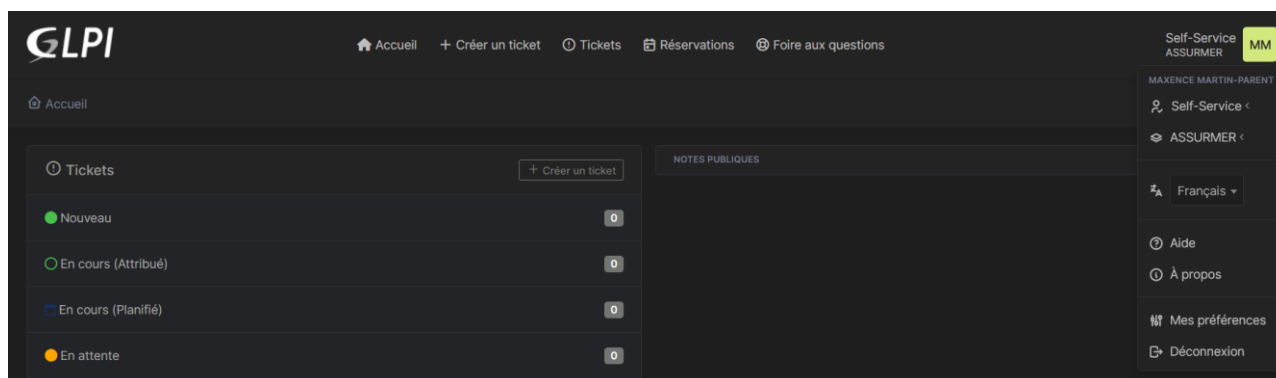 GLPI
Accueil + Créer un ticket Tickets Réservations Foire aux questions
Self-Service
ASSURMER
MM
Accueil
MAXENCE MARTIN-PARENT
Self-Service
ASSURMER
Français
Aide
À propos
Mes préférences
Déconnexion
Tickets
+ Créer un ticket
Nouveau 0
En cours (Attribué) 0
En cours (Planifié) 0
En attente 0
NOTES PUBLIQUES